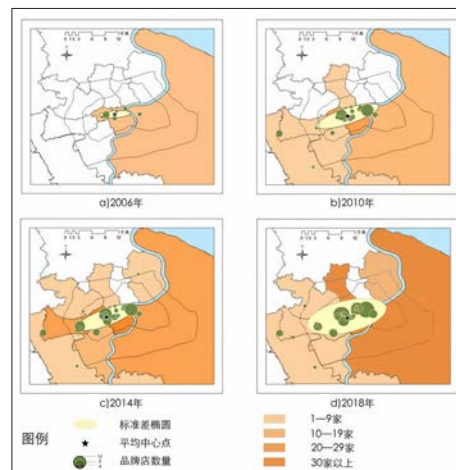 a)2006年
b)2010年
c)2014年
d)2018年
图例
标准差椭圆
平均中心点
品牌店数量
1—9家
10—19家
20—29家
30家以上